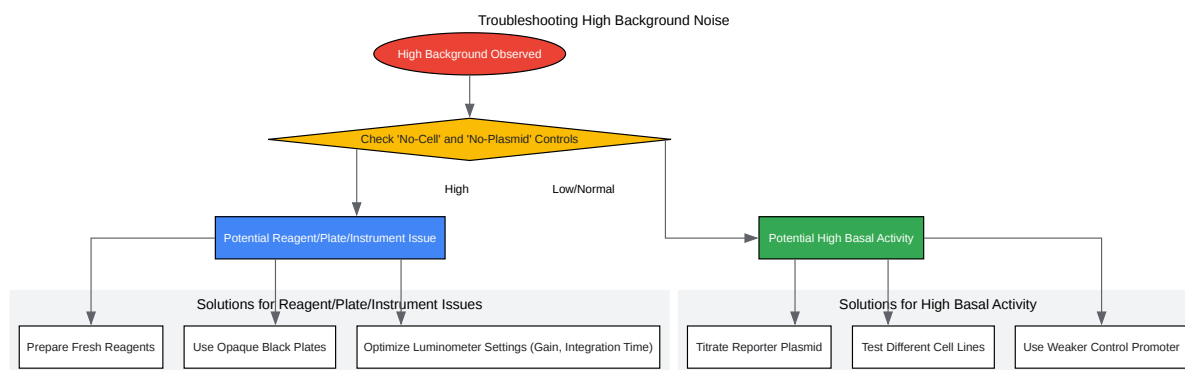 Troubleshooting High Background Noise
High Background Observed
Check 'No-Cell' and 'No-Plasmid' Controls
High
Low/Normal
Potential Reagent/Plate/Instrument Issue
Potential High Basal Activity
Solutions for Reagent/Plate/Instrument Issues
Solutions for High Basal Activity
Prepare Fresh Reagents
Use Opaque Black Plates
Optimize Luminometer Settings (Gain, Integration Time)
Titrate Reporter Plasmid
Test Different Cell Lines
Use Weaker Control Promoter